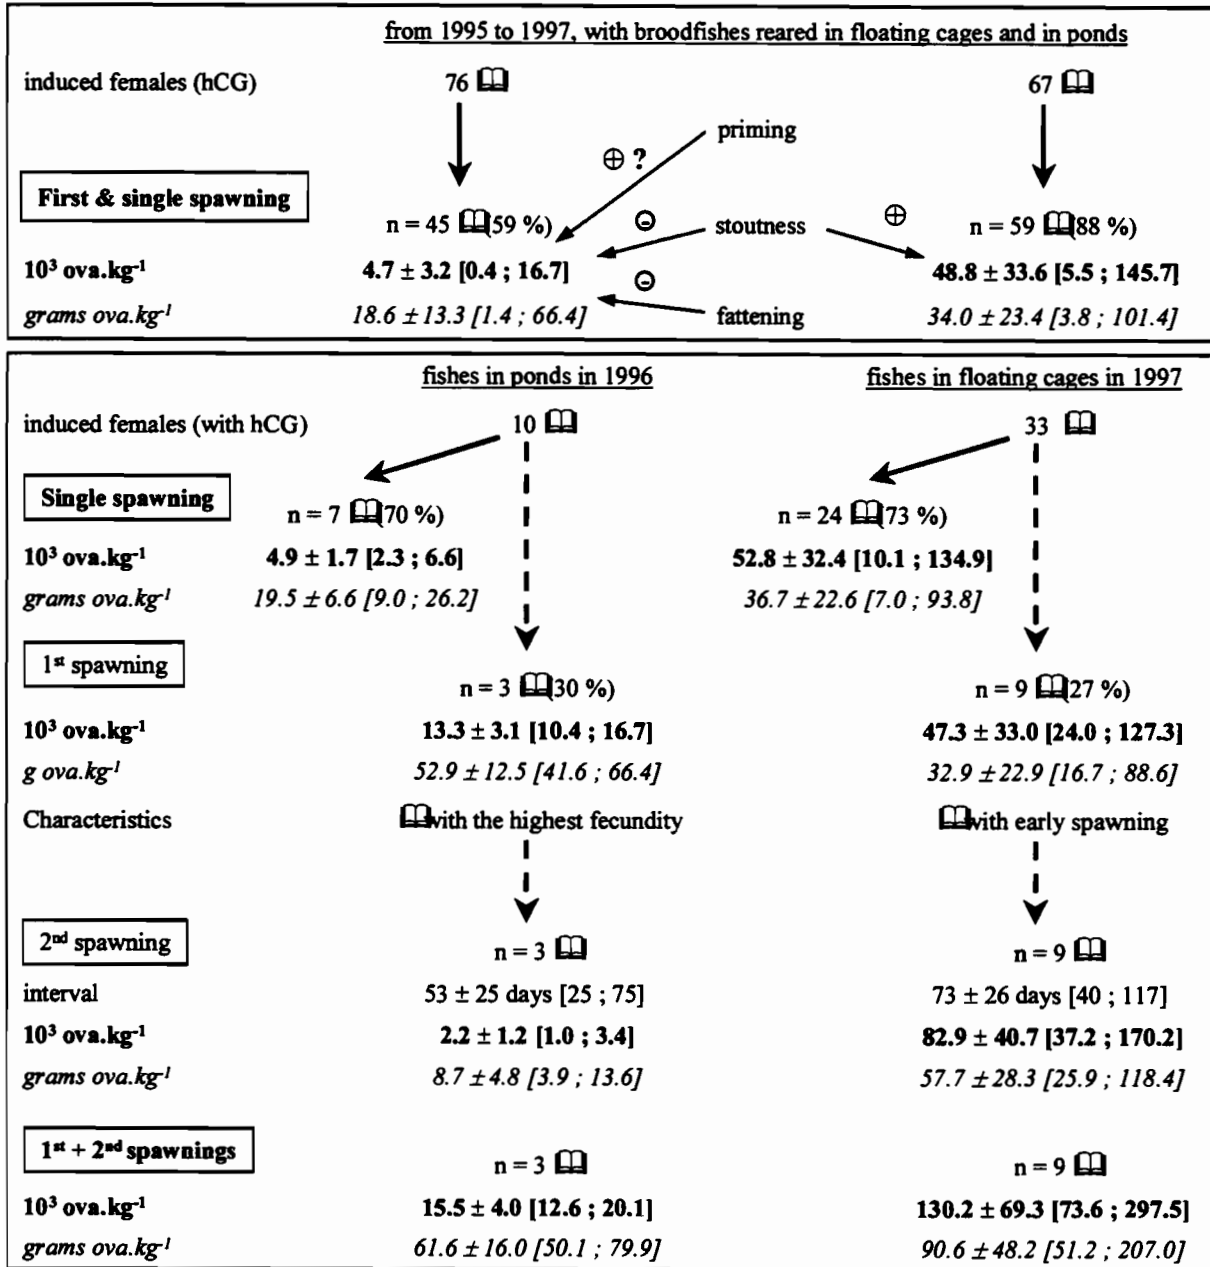 from 1995 to 1997, with broodfishes reared in floating cages and in ponds
induced females (hCG) 76 🕮 67 🕮
priming
⊕ ?
First & single spawning
n = 45 🕮(59 %) ⊖ stoutness ⊕ n = 59 🕮(88 %)
10³ ova.kg⁻¹ 4.7 ± 3.2 [0.4 ; 16.7] 48.8 ± 33.6 [5.5 ; 145.7]
⊖
grams ova.kg⁻¹ 18.6 ± 13.3 [1.4 ; 66.4] fattening 34.0 ± 23.4 [3.8 ; 101.4]
fishes in ponds in 1996 fishes in floating cages in 1997
induced females (with hCG) 10 🕮 33 🕮
Single spawning
n = 7 🕮(70 %) n = 24 🕮(73 %)
10³ ova.kg⁻¹ 4.9 ± 1.7 [2.3 ; 6.6] 52.8 ± 32.4 [10.1 ; 134.9]
grams ova.kg⁻¹ 19.5 ± 6.6 [9.0 ; 26.2] 36.7 ± 22.6 [7.0 ; 93.8]
1ˢᵗ spawning
n = 3 🕮(30 %) n = 9 🕮(27 %)
10³ ova.kg⁻¹ 13.3 ± 3.1 [10.4 ; 16.7] 47.3 ± 33.0 [24.0 ; 127.3]
g ova.kg⁻¹ 52.9 ± 12.5 [41.6 ; 66.4] 32.9 ± 22.9 [16.7 ; 88.6]
Characteristics 🕮with the highest fecundity 🕮with early spawning
2ⁿᵈ spawning
n = 3 🕮 n = 9 🕮
interval 53 ± 25 days [25 ; 75] 73 ± 26 days [40 ; 117]
10³ ova.kg⁻¹ 2.2 ± 1.2 [1.0 ; 3.4] 82.9 ± 40.7 [37.2 ; 170.2]
grams ova.kg⁻¹ 8.7 ± 4.8 [3.9 ; 13.6] 57.7 ± 28.3 [25.9 ; 118.4]
1ˢᵗ + 2ⁿᵈ spawnings
n = 3 🕮 n = 9 🕮
10³ ova.kg⁻¹ 15.5 ± 4.0 [12.6 ; 20.1] 130.2 ± 69.3 [73.6 ; 297.5]
grams ova.kg⁻¹ 61.6 ± 16.0 [50.1 ; 79.9] 90.6 ± 48.2 [51.2 ; 207.0]